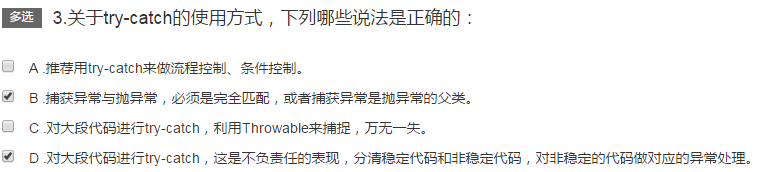 多选 3.关于try-catch的使用方式，下列哪些说法是正确的：
A .推荐用try-catch来做流程控制、条件控制。
B .捕获异常与抛异常，必须是完全匹配，或者捕获异常是抛异常的父类。
C .对大段代码进行try-catch，利用Throwable来捕捉，万无一失。
D .对大段代码进行try-catch，这是不负责任的表现，分清稳定代码和非稳定代码，对非稳定的代码做对应的异常处理。